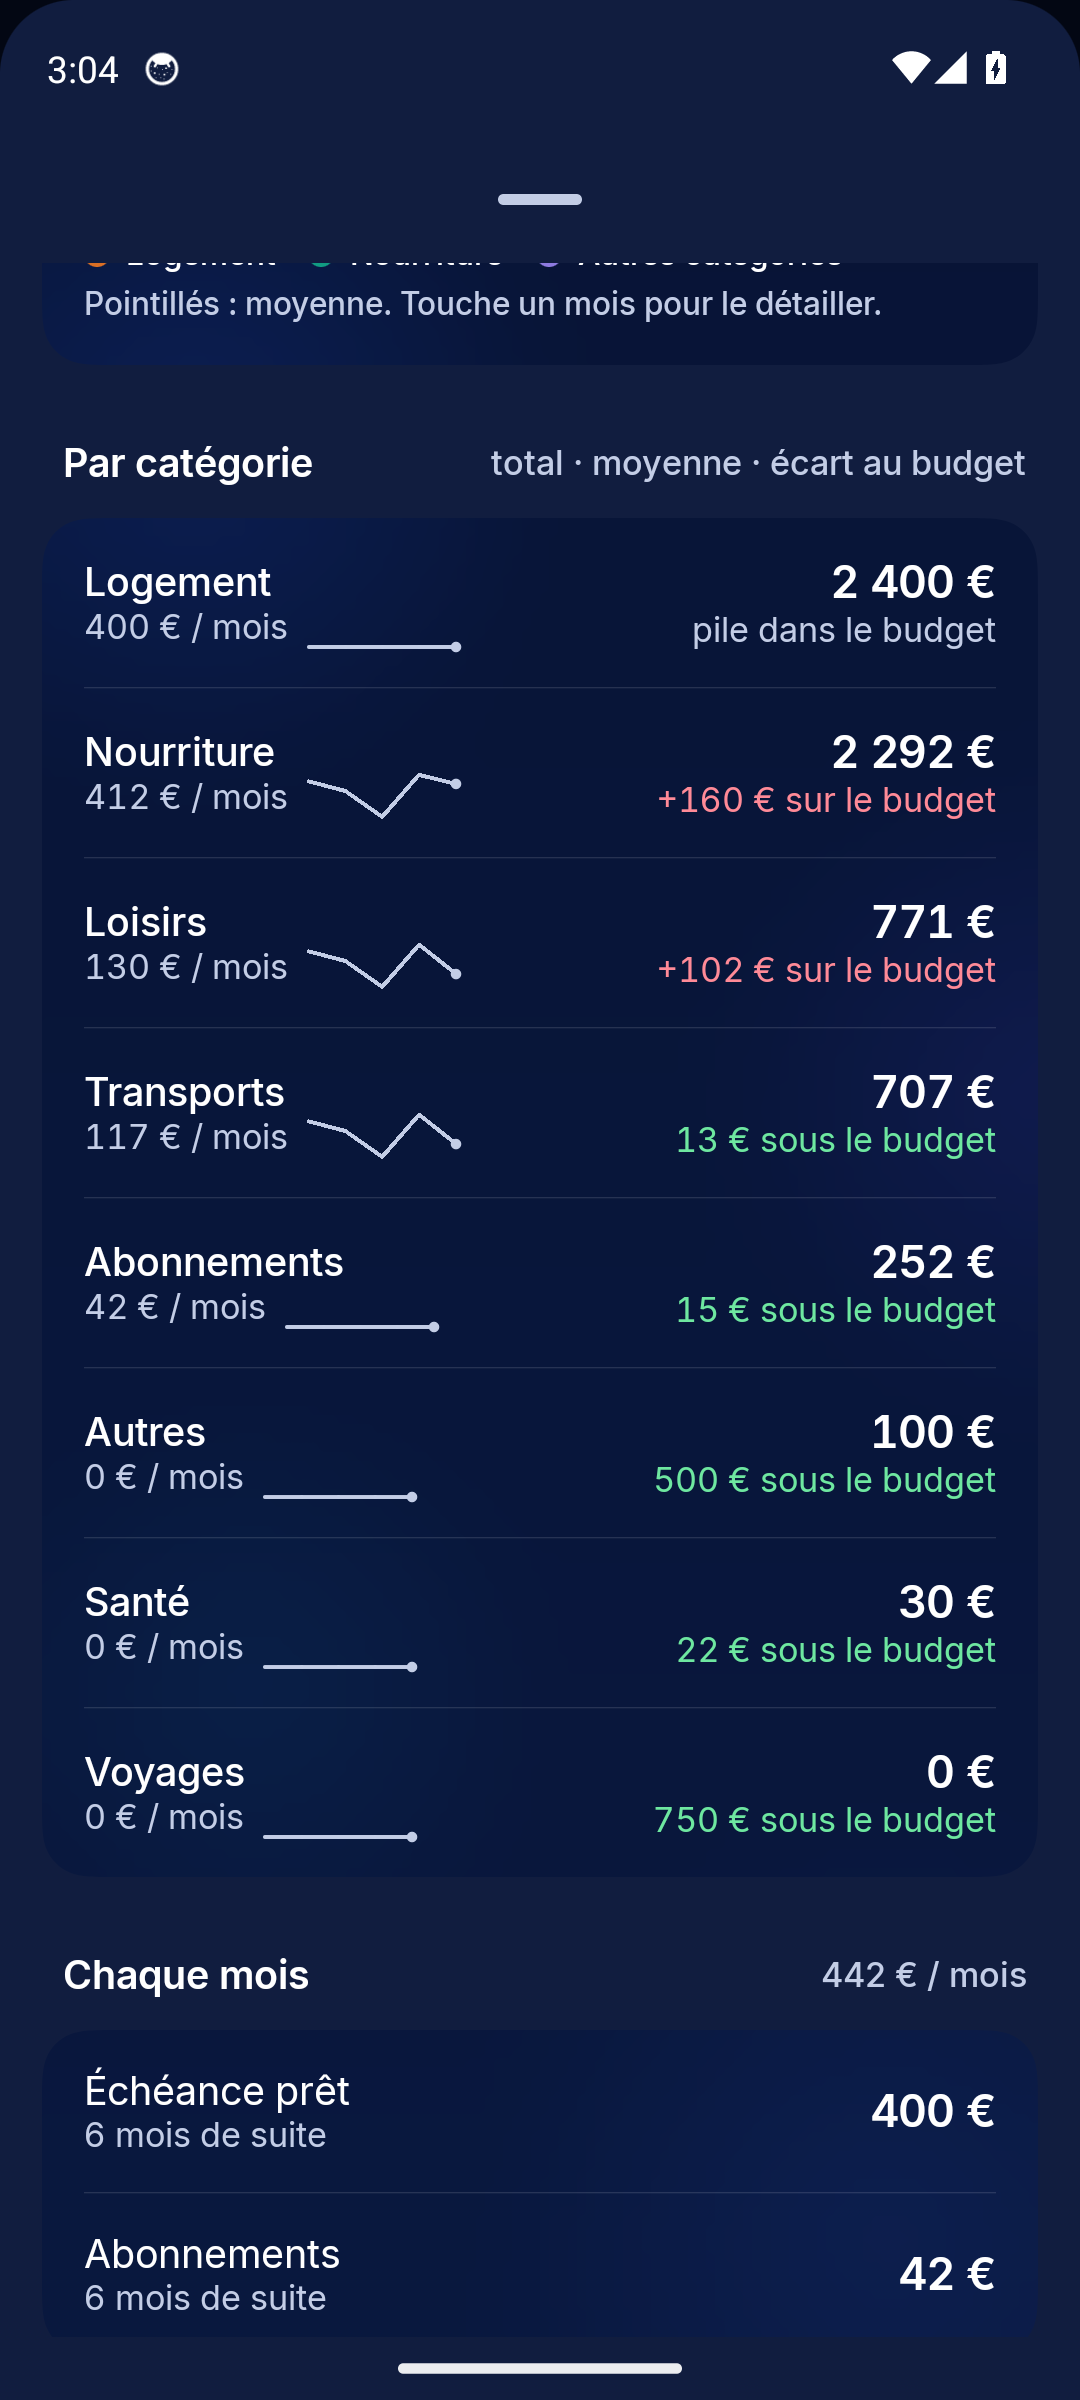 3:04
Logement Nourriture Autres catégories
Pointillés : moyenne. Touche un mois pour le détailler.
Par catégorie
total · moyenne · écart au budget
Logement
2 400 €
400 € / mois
pile dans le budget
Nourriture
2 292 €
412 € / mois
+160 € sur le budget
Loisirs
771 €
130 € / mois
+102 € sur le budget
Transports
707 €
117 € / mois
13 € sous le budget
Abonnements
252 €
42 € / mois
15 € sous le budget
Autres
100 €
0 € / mois
500 € sous le budget
Santé
30 €
0 € / mois
22 € sous le budget
Voyages
0 €
0 € / mois
750 € sous le budget
Chaque mois
442 € / mois
Échéance prêt
400 €
6 mois de suite
Abonnements
42 €
6 mois de suite